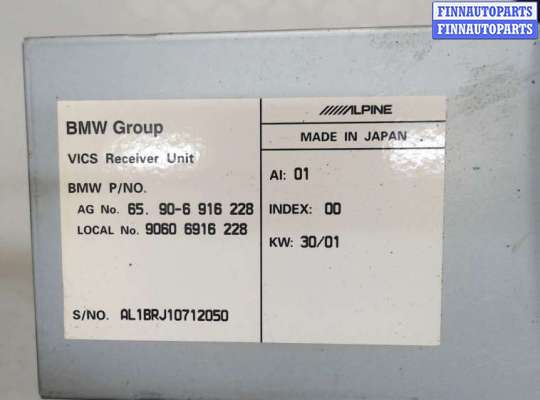 FINNAUTOPARTS
FINNAUTOPARTS
BMW Group
VICS Receiver Unit
BMW P/NO.
AG No. 65. 90-6 916 228
LOCAL No. 9060 6916 228
S/NO. AL1BRJ10712050
ALPINE
MADE IN JAPAN
AI: 01
INDEX: 00
KW: 30/01